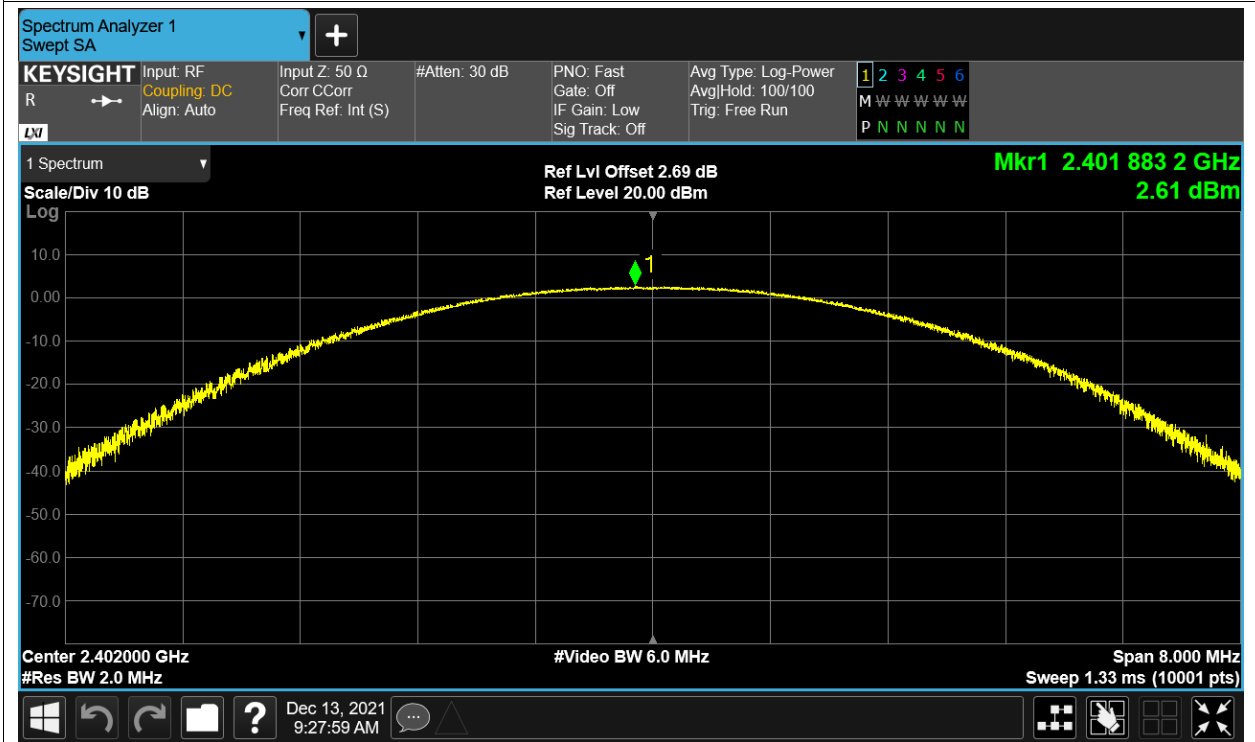 Spectrum Analyzer 1
Swept SA
+
KEYSIGHT
R
LXI
Input: RF
Coupling: DC
Align: Auto
Input Z: 50 Ω
Corr CCorr
Freq Ref: Int (S)
#Atten: 30 dB
PNO: Fast
Gate: Off
IF Gain: Low
Sig Track: Off
Avg Type: Log-Power
Avg|Hold: 100/100
Trig: Free Run
1 2 3 4 5 6
M W W W W W
P N N N N N
1 Spectrum
Scale/Div 10 dB
Ref Lvl Offset 2.69 dB
Ref Level 20.00 dBm
Mkr1 2.401 883 2 GHz
2.61 dBm
Log
10.0
0.00
-10.0
-20.0
-30.0
-40.0
-50.0
-60.0
-70.0
1
Center 2.402000 GHz
#Res BW 2.0 MHz
#Video BW 6.0 MHz
Span 8.000 MHz
Sweep 1.33 ms (10001 pts)
?
Dec 13, 2021
9:27:59 AM